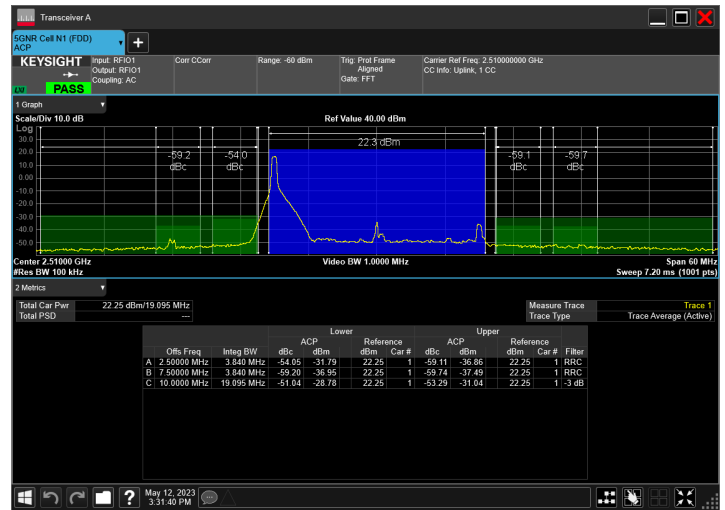 Transceiver A
5GNR Cell N1 (FDD)
ACP
KEYSIGHT
Input: RFIO1
Output: RFIO1
Coupling: AC
Corr CCorr
Range: -60 dBm
Trig: Prot Frame
Aligned
Gate: FFT
Carrier Ref Freq: 2.510000000 GHz
CC Info: Uplink, 1 CC
PASS
1 Graph
Scale/Div 10.0 dB
Ref Value 40.00 dBm
Log
30.0
20.0
10.0
0.00
-10.0
-20.0
-30.0
-40.0
-50.0
-59.2 dBc
-54.0 dBc
22.3 dBm
-59.1 dBc
-59.7 dBc
Center 2.51000 GHz
Video BW 1.0000 MHz
Span 60 MHz
#Res BW 100 kHz
Sweep 7.20 ms (1001 pts)
2 Metrics
Total Car Pwr 22.25 dBm/19.095 MHz
Total PSD ---
Measure Trace Trace 1
Trace Type Trace Average (Active)
Lower Upper
ACP Reference ACP Reference
Offs Freq Integ BW dBc dBm dBm Car # dBc dBm dBm Car # Filter
A 2.50000 MHz 3.840 MHz -54.05 -31.79 22.25 1 -59.11 -36.86 22.25 1 RRC
B 7.50000 MHz 3.840 MHz -59.20 -36.95 22.25 1 -59.74 -37.49 22.25 1 RRC
C 10.0000 MHz 19.095 MHz -51.04 -28.78 22.25 1 -53.29 -31.04 22.25 1 -3 dB
May 12, 2023
3:31:40 PM